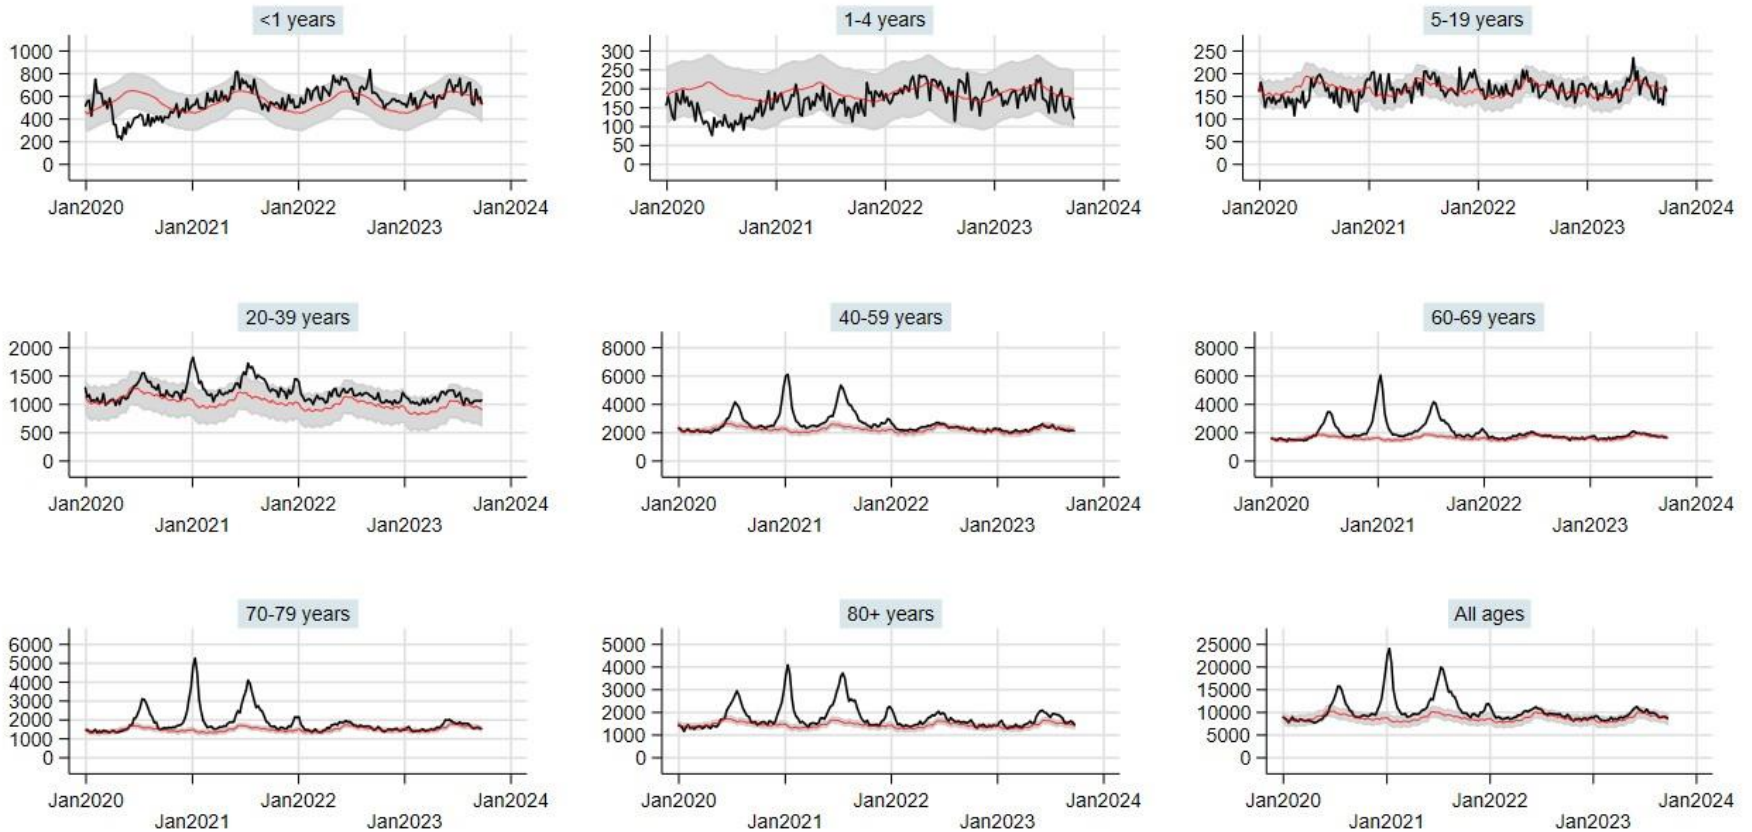 <1 years
1000
800
600
400
200
0
Jan2020
Jan2021
Jan2022
Jan2023
Jan2024
1-4 years
300
250
200
150
100
50
0
Jan2020
Jan2021
Jan2022
Jan2023
Jan2024
5-19 years
250
200
150
100
50
0
Jan2020
Jan2021
Jan2022
Jan2023
Jan2024
20-39 years
2000
1500
1000
500
0
Jan2020
Jan2021
Jan2022
Jan2023
Jan2024
40-59 years
8000
6000
4000
2000
0
Jan2020
Jan2021
Jan2022
Jan2023
Jan2024
60-69 years
8000
6000
4000
2000
0
Jan2020
Jan2021
Jan2022
Jan2023
Jan2024
70-79 years
6000
5000
4000
3000
2000
1000
0
Jan2020
Jan2021
Jan2022
Jan2023
Jan2024
80+ years
5000
4000
3000
2000
1000
0
Jan2020
Jan2021
Jan2022
Jan2023
Jan2024
All ages
25000
20000
15000
10000
5000
0
Jan2020
Jan2021
Jan2022
Jan2023
Jan2024